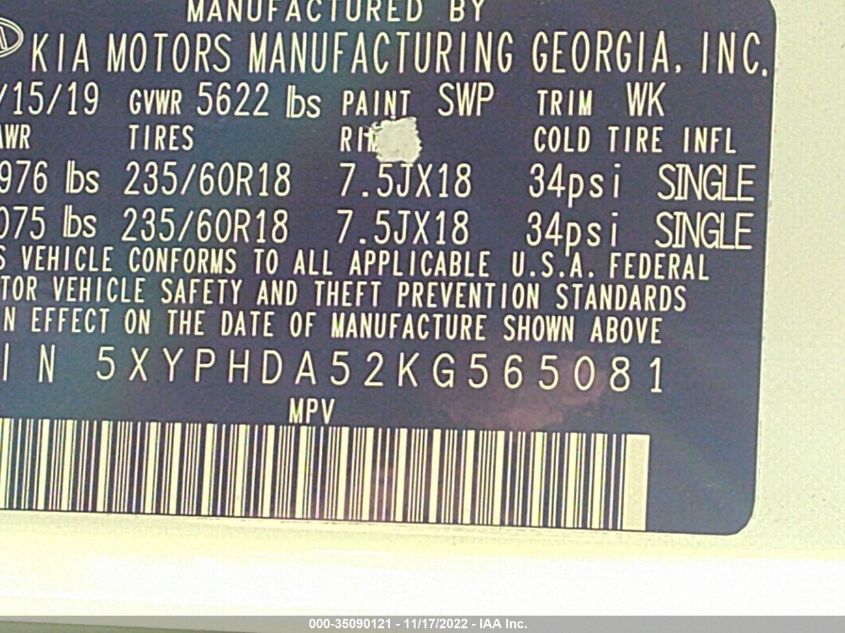 MANUFACTURED BY
KIA MOTORS MANUFACTURING GEORGIA, INC.
/15/19 GVWR 5622 lbs PAINT SWP TRIM WK
AWR TIRES COLD TIRE INFL
976 lbs 235/60R18 7.5JX18 34psi SINGLE
075 lbs 235/60R18 7.5JX18 34psi SINGLE
S VEHICLE CONFORMS TO ALL APPLICABLE U.S.A. FEDERAL
TOR VEHICLE SAFETY AND THEFT PREVENTION STANDARDS
N EFFECT ON THE DATE OF MANUFACTURE SHOWN ABOVE
IN 5XYPHDA52KG565081
MPV
000-35090121 - 11/17/2022 - IAA Inc.